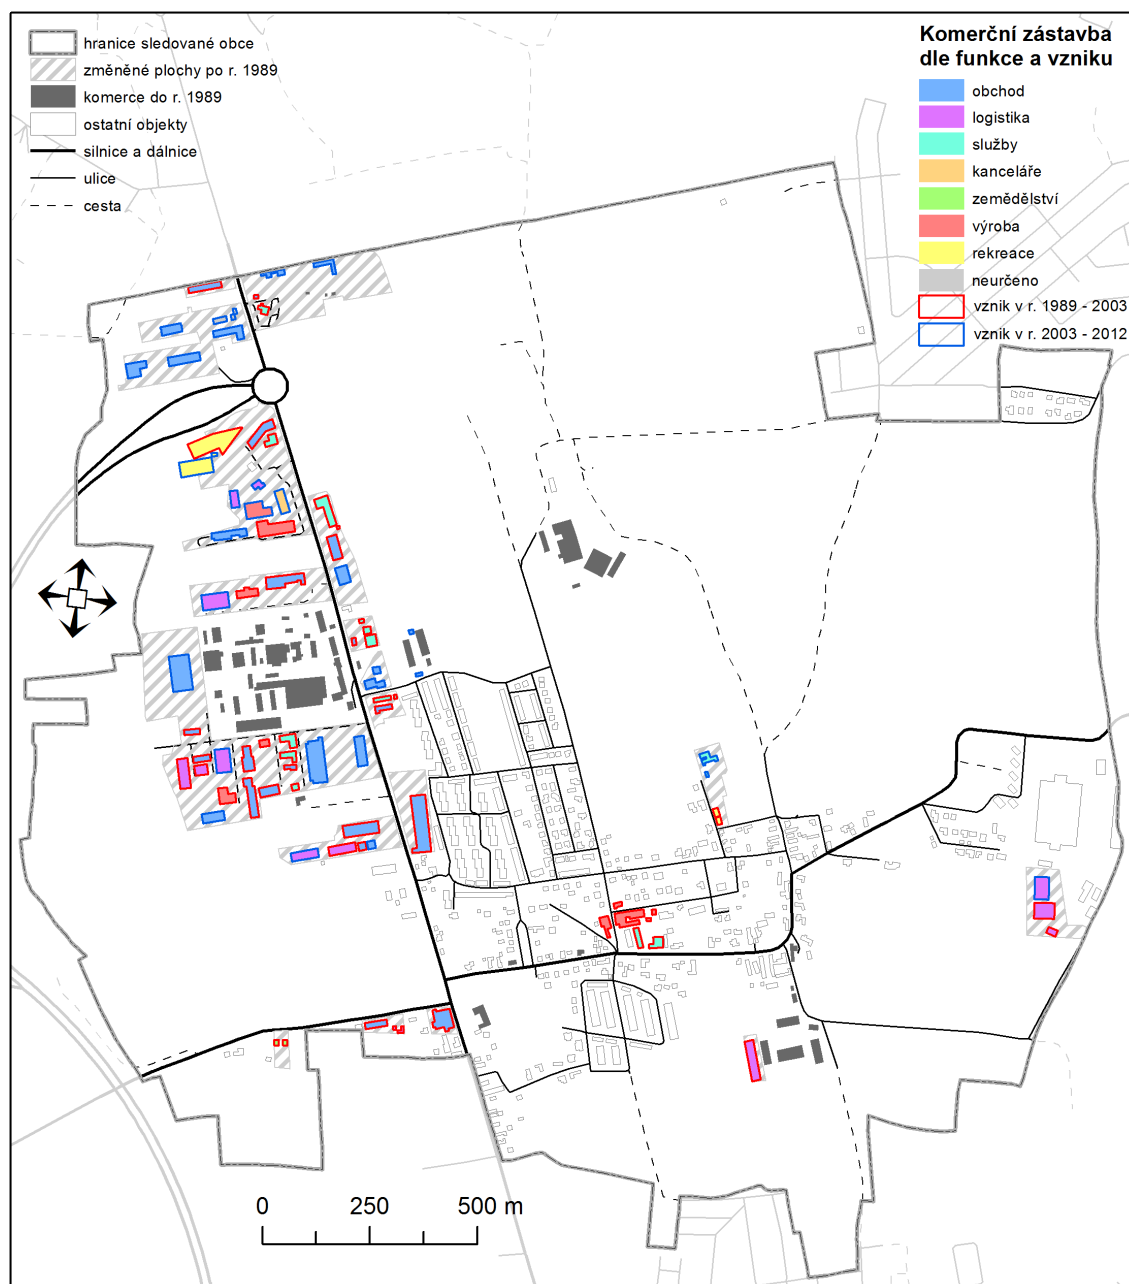 hranice sledované obce
změněné plochy po r. 1989
komerce do r. 1989
ostatní objekty
silnice a dálnice
ulice
cesta
Komerční zástavba
dle funkce a vzniku
obchod
logistika
služby
kanceláře
zemědělství
výroba
rekreace
neurčeno
vznik v r. 1989 - 2003
vznik v r. 2003 - 2012
0 250 500 m